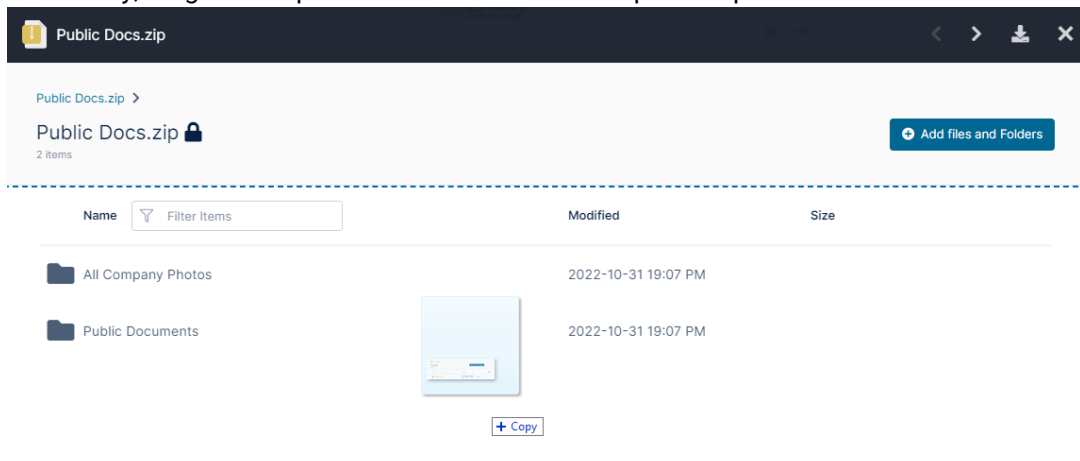 Public Docs.zip
Public Docs.zip >
Public Docs.zip
2 items
Add files and Folders
Name Filter Items Modified Size
All Company Photos 2022-10-31 19:07 PM
Public Documents 2022-10-31 19:07 PM
+ Copy